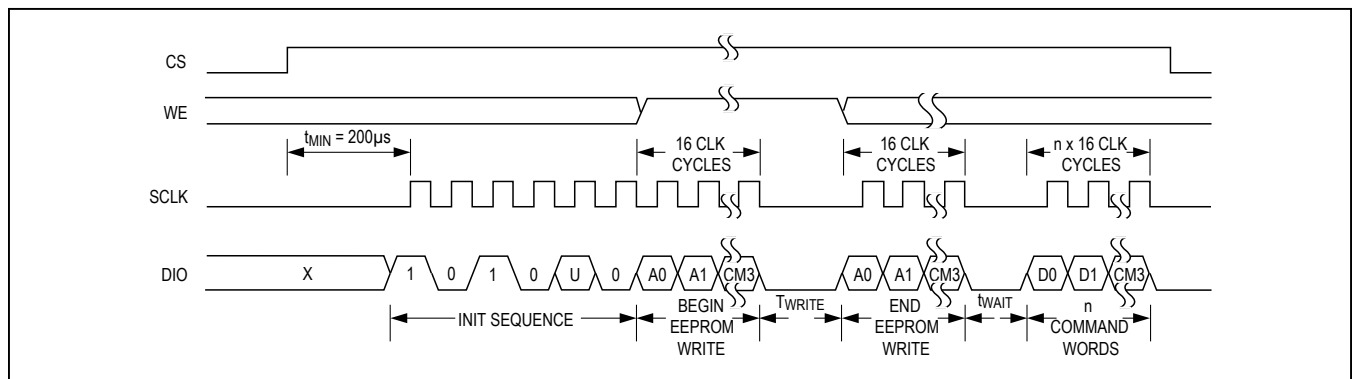 CS
WE
tMIN = 200µs
16 CLK
CYCLES
16 CLK
CYCLES
n x 16 CLK
CYCLES
SCLK
DIO
X
1
0
1
0
U
0
A0
A1
CM3
A0
A1
CM3
D0
D1
CM3
INIT SEQUENCE
BEGIN
EEPROM
WRITE
TWRITE
END
EEPROM
WRITE
tWAIT
n
COMMAND
WORDS